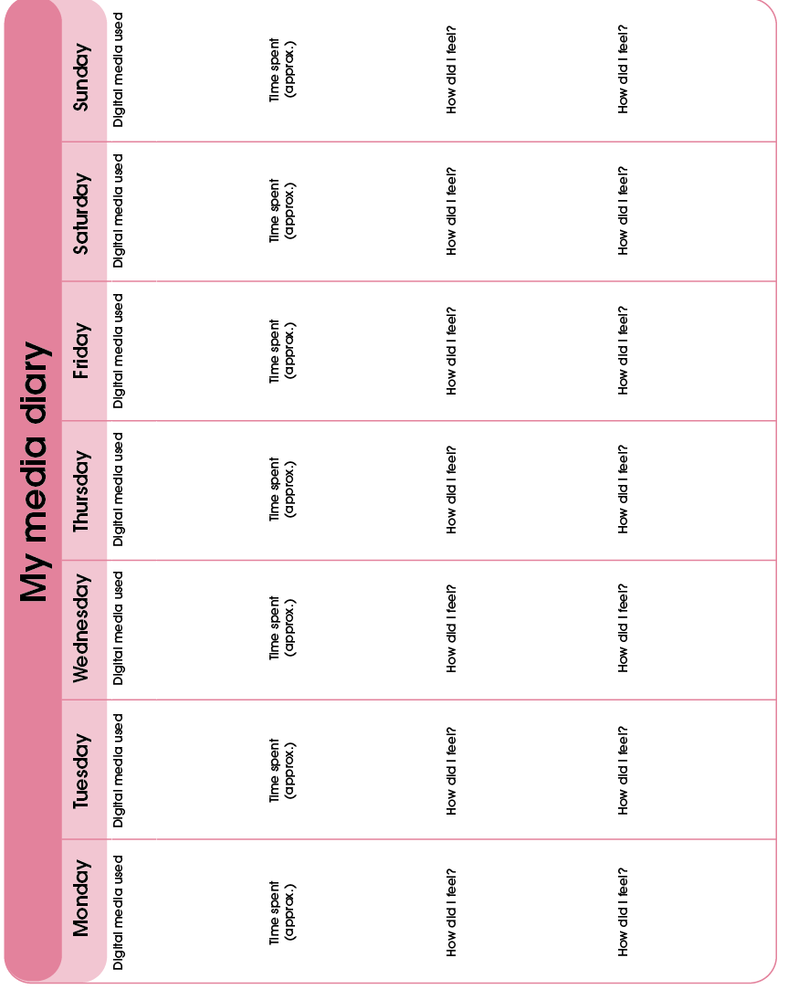 My media diary
Monday
Tuesday
Wednesday
Thursday
Friday
Saturday
Sunday
Digital media used
Digital media used
Digital media used
Digital media used
Digital media used
Digital media used
Digital media used
Time spent
(approx.)
Time spent
(approx.)
Time spent
(approx.)
Time spent
(approx.)
Time spent
(approx.)
Time spent
(approx.)
Time spent
(approx.)
How did I feel?
How did I feel?
How did I feel?
How did I feel?
How did I feel?
How did I feel?
How did I feel?
How did I feel?
How did I feel?
How did I feel?
How did I feel?
How did I feel?
How did I feel?
How did I feel?